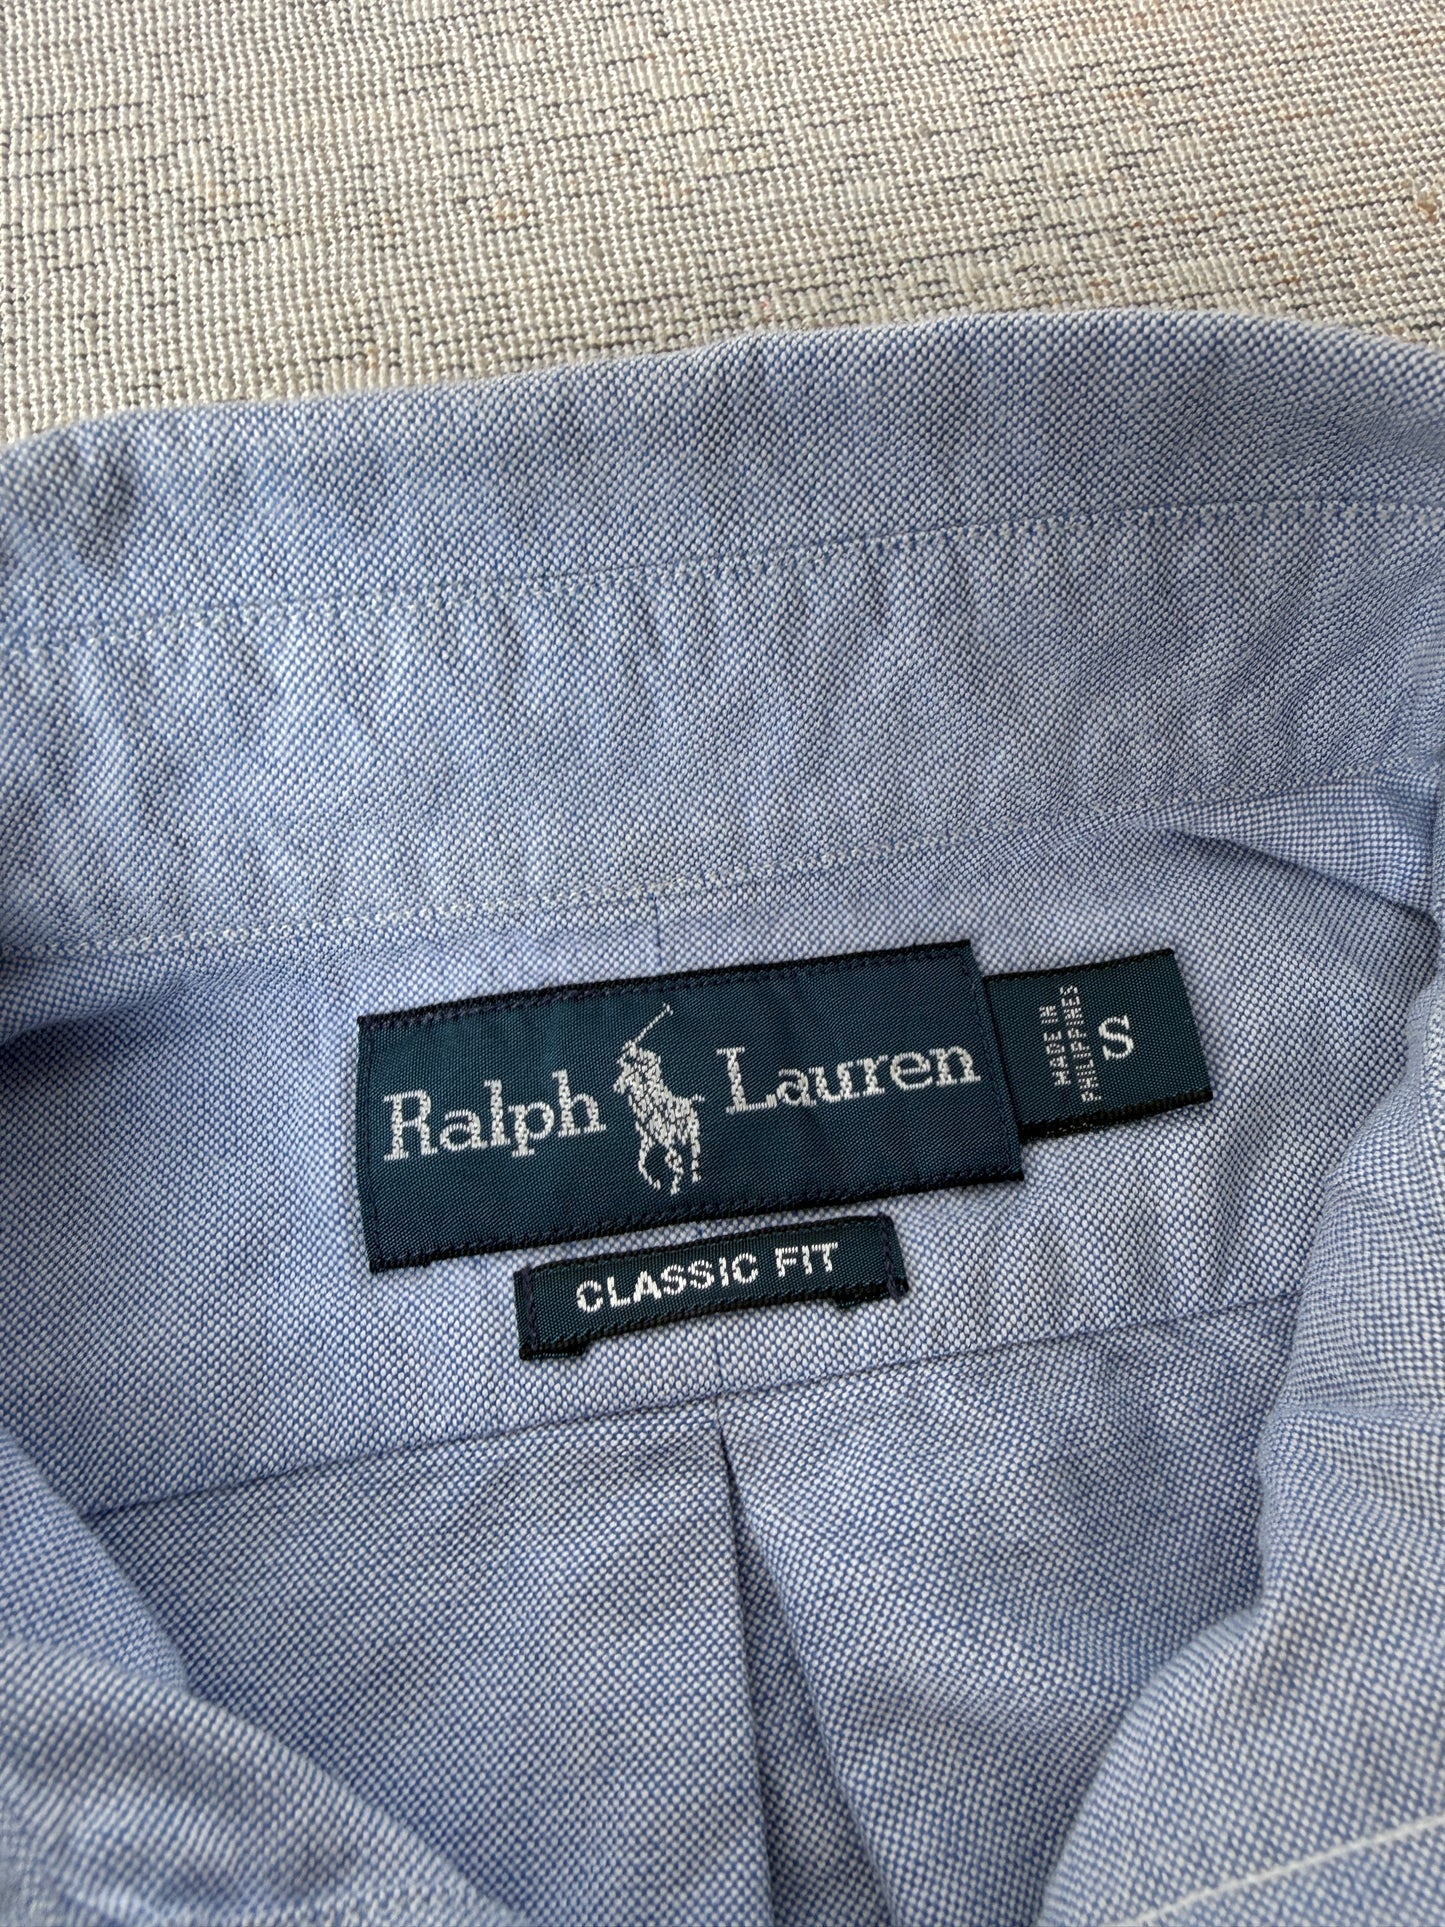 Ralph Lauren
MADE IN
PHILIPPINES
S
CLASSIC FIT